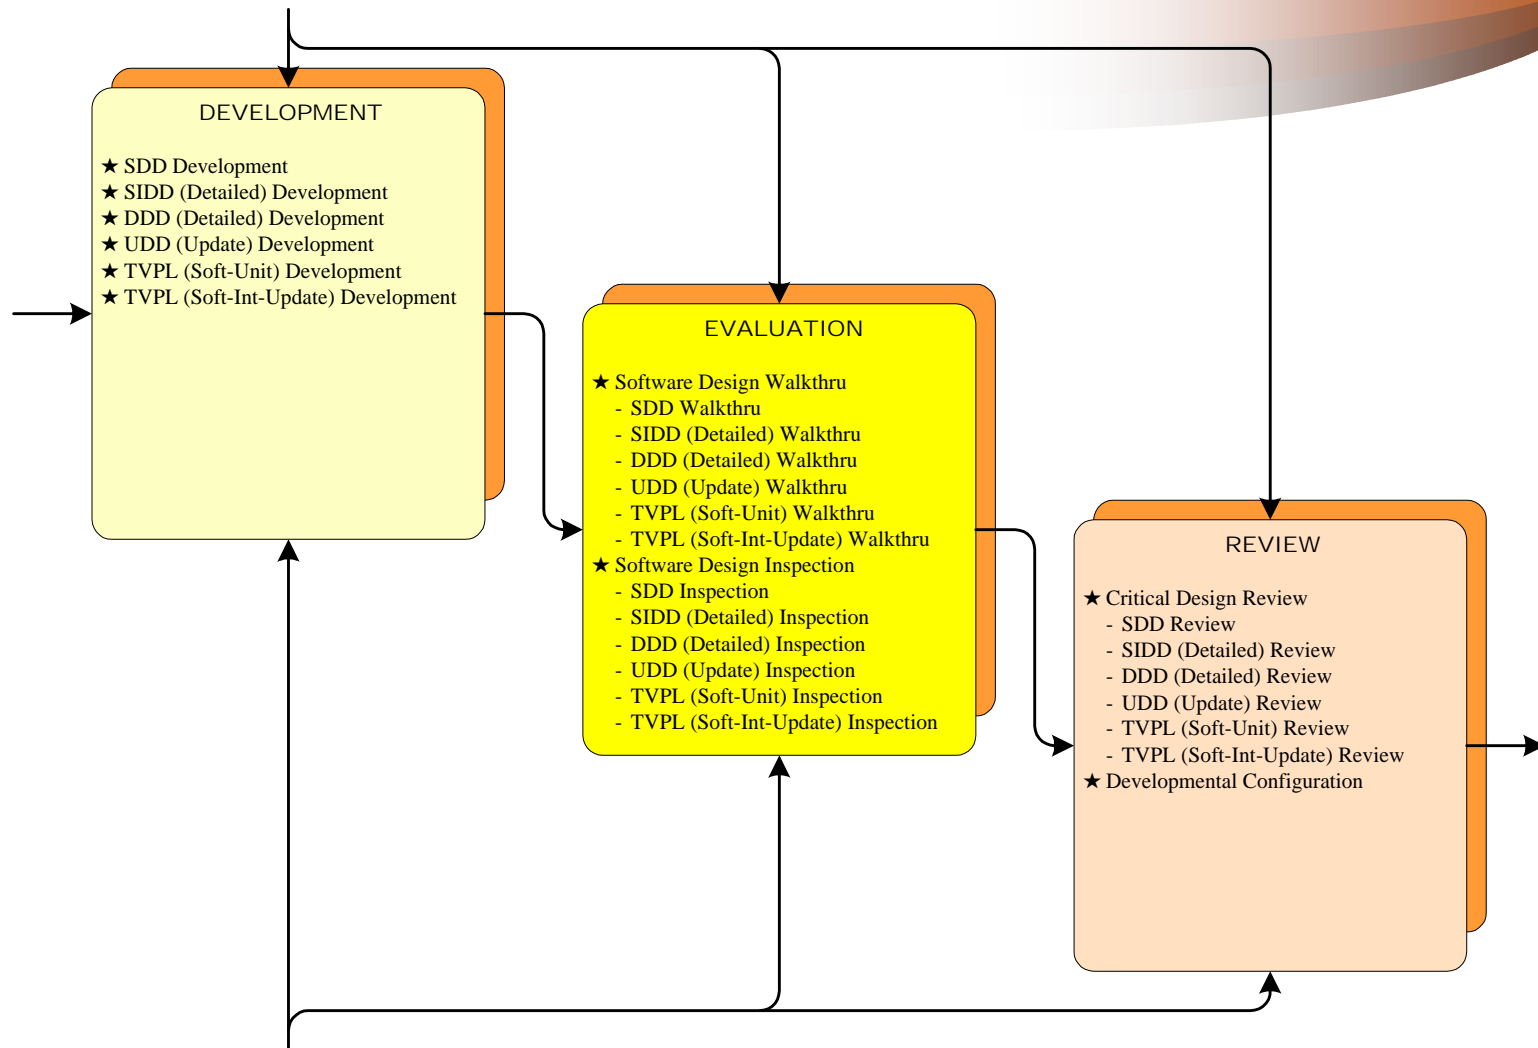 DEVELOPMENT
★ SDD Development
★ SIDD (Detailed) Development
★ DDD (Detailed) Development
★ UDD (Update) Development
★ TVPL (Soft-Unit) Development
★ TVPL (Soft-Int-Update) Development
EVALUATION
★ Software Design Walkthru
- SDD Walkthru
- SIDD (Detailed) Walkthru
- DDD (Detailed) Walkthru
- UDD (Update) Walkthru
- TVPL (Soft-Unit) Walkthru
- TVPL (Soft-Int-Update) Walkthru
★ Software Design Inspection
- SDD Inspection
- SIDD (Detailed) Inspection
- DDD (Detailed) Inspection
- UDD (Update) Inspection
- TVPL (Soft-Unit) Inspection
- TVPL (Soft-Int-Update) Inspection
REVIEW
★ Critical Design Review
- SDD Review
- SIDD (Detailed) Review
- DDD (Detailed) Review
- UDD (Update) Review
- TVPL (Soft-Unit) Review
- TVPL (Soft-Int-Update) Review
★ Developmental Configuration